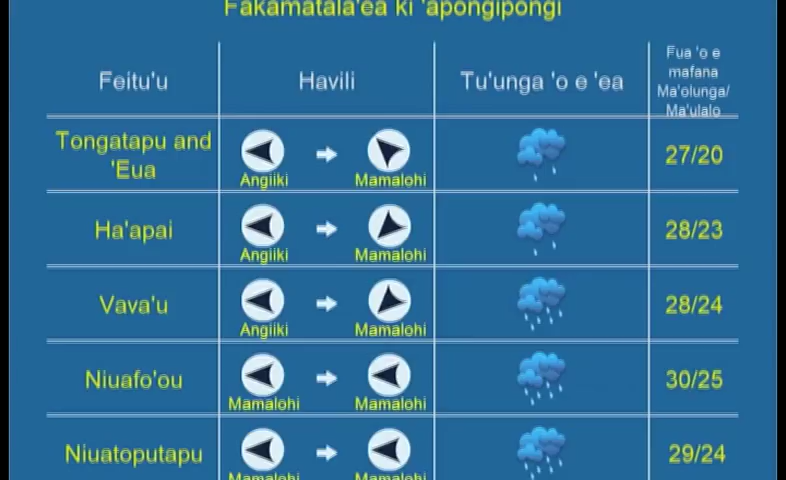 Fakamatala'ea ki 'apongipongi
Feitu'u
Havili
Tu'unga 'o e 'ea
Fua 'o e
mafana
Ma'olunga/
Ma'ulalo
Tongatapu and
'Eua
Angiiki
Mamalohi
27/20
Ha'apai
Angiiki
Mamalohi
28/23
Vava'u
Angiiki
Mamalohi
28/24
Niuafo'ou
Mamalohi
Mamalohi
30/25
Niuatoputapu
Mamalohi
Mamalohi
29/24